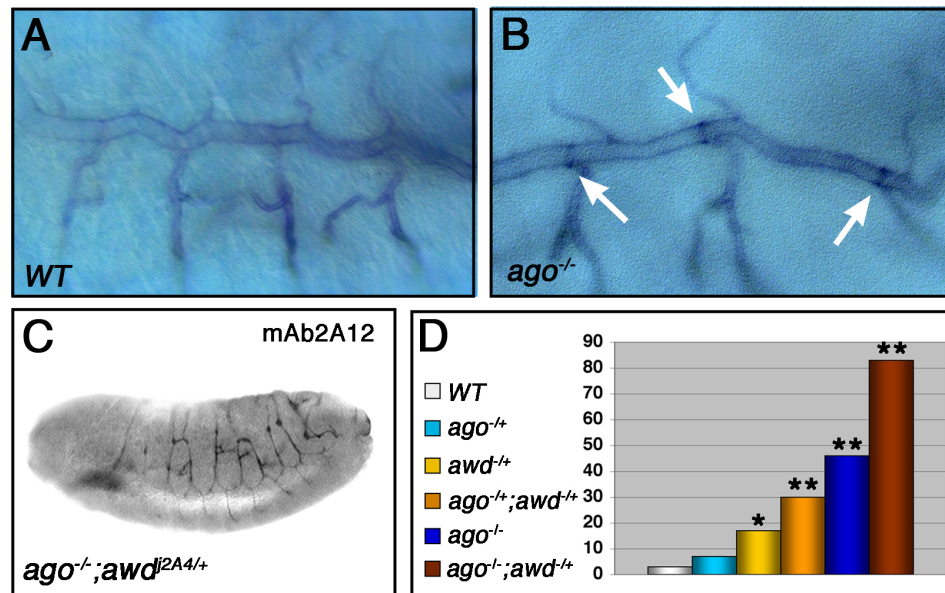 A
WT
B
ago-/-
C
mAb2A12
ago-/-;awdj2A4/+
D
WT
ago-/+
awd-/+
ago-/+;awd-/+
ago-/-
ago-/-;awd-/+
90
80
70
60
50
40
30
20
10
0
*
**
**
**